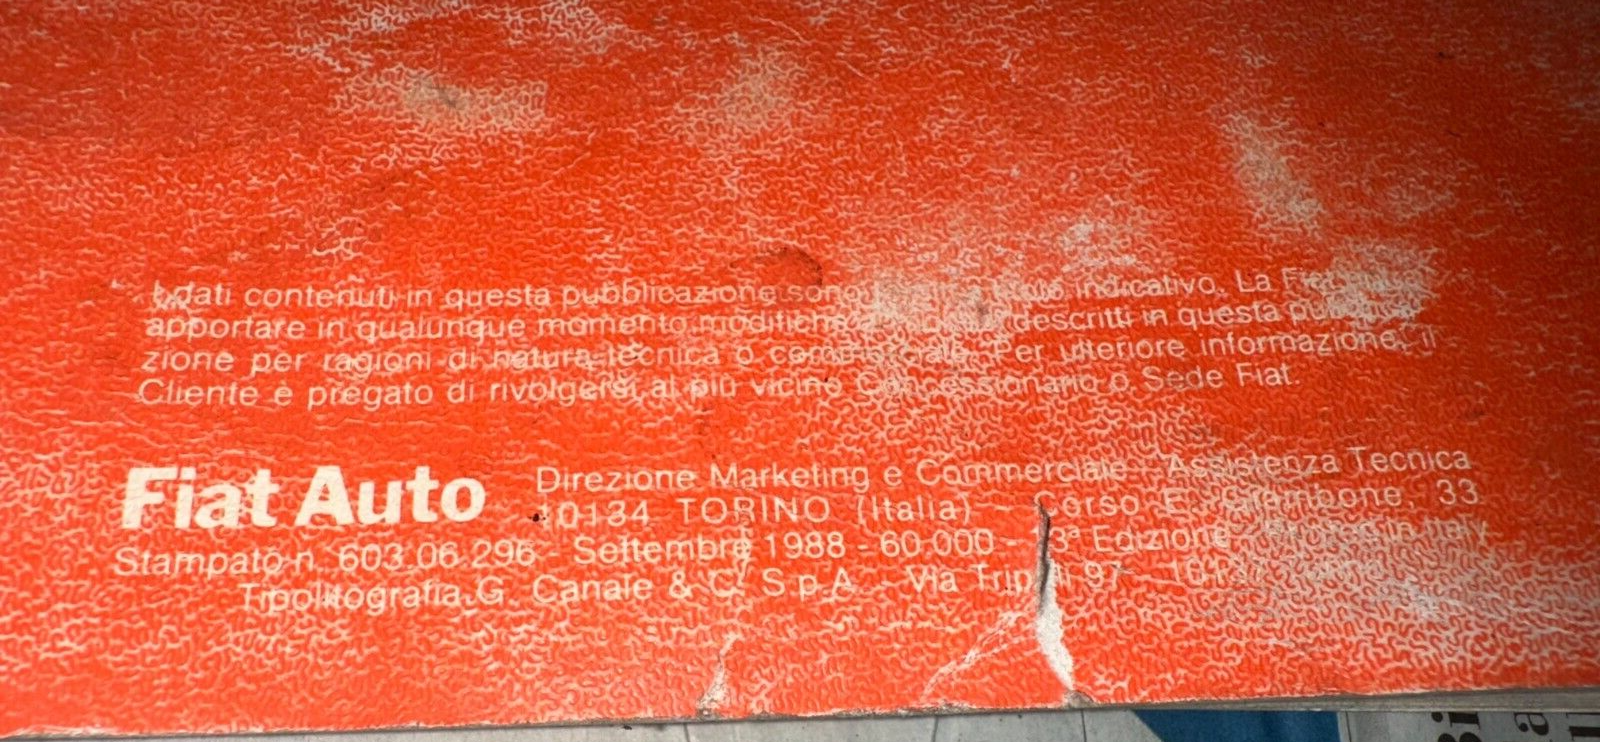 I dati contenuti in questa pubblicazione sono indicativo. La
apportare in qualunque momento modifiche descritti in questa
zione per ragioni di natura tecnica o commerciale. Per ulteriore informazione, il
Cliente è pregato di rivolgersi al più vicino Concessionario o Sede Fiat.
Fiat Auto Direzione Marketing e Commerciale - Assistenza Tecnica
10134 TORINO (Italia) - Corso E. 33
Stampato n. 603.06.296 - Settembre 1988 - 60.000 - Edizione
Tipolitografia G. Canale & C. S.p.A. - Via 97